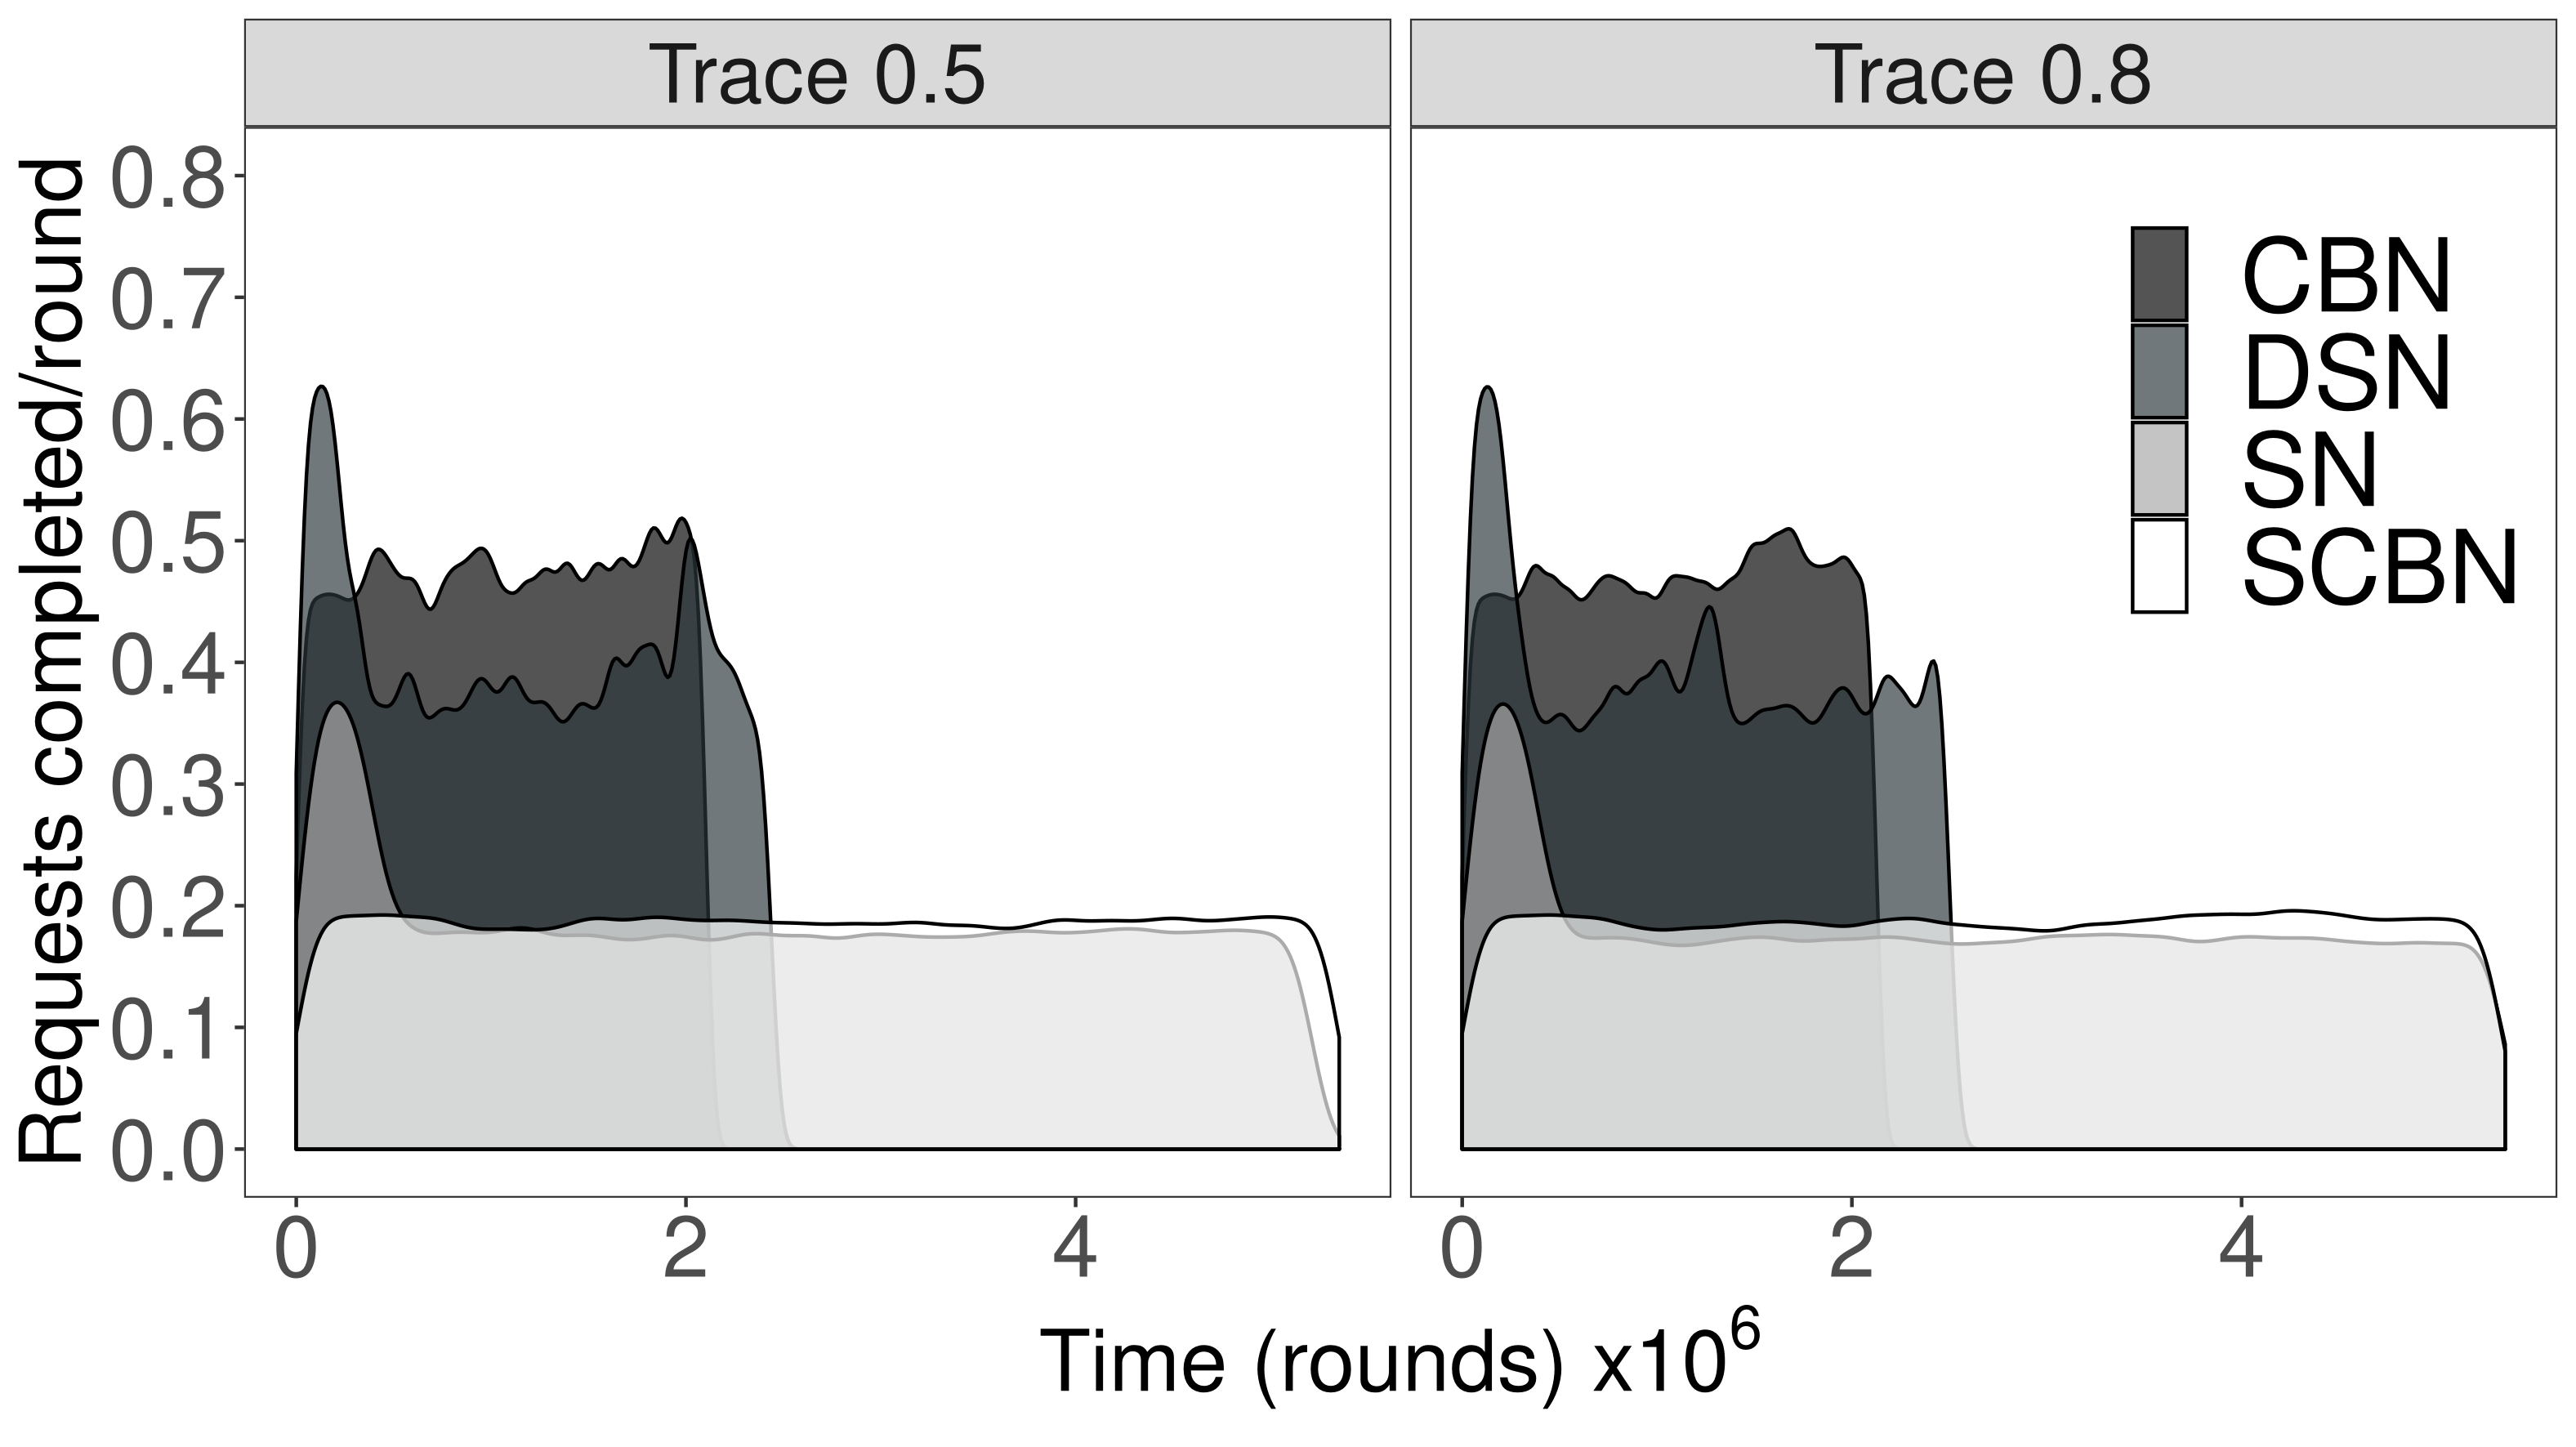 Trace 0.5
Trace 0.8
Requests completed/round
0.8
0.7
0.6
0.5
0.4
0.3
0.2
0.1
0.0
CBN
DSN
SN
SCBN
0 2 4
0 2 4
Time (rounds) x10⁶